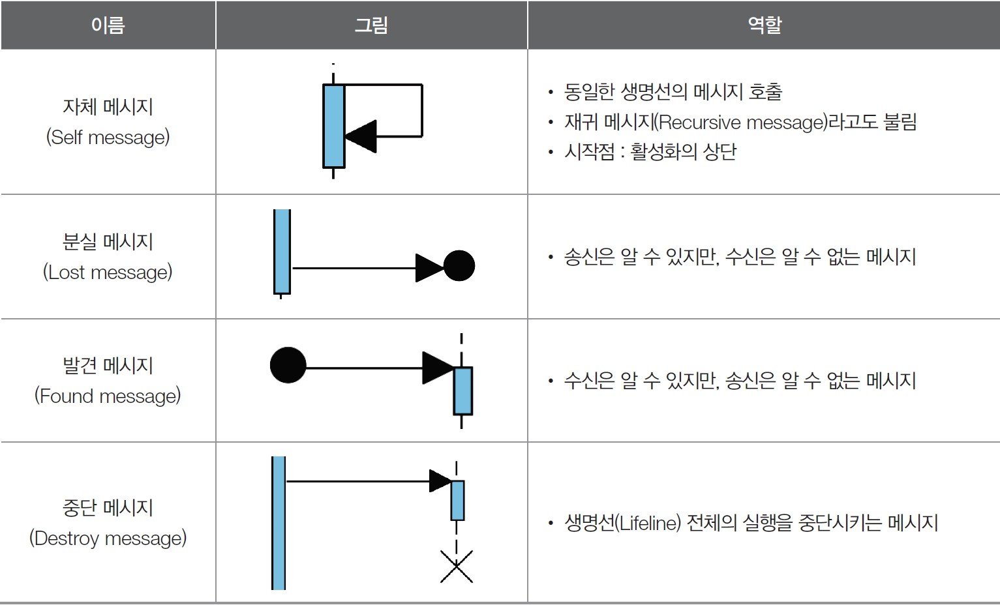 이름
그림
역할
자체 메시지
(Self message)
• 동일한 생명선의 메시지 호출
• 재귀 메시지(Recursive message)라고도 불림
• 시작점 : 활성화의 상단
분실 메시지
(Lost message)
• 송신은 알 수 있지만, 수신은 알 수 없는 메시지
발견 메시지
(Found message)
• 수신은 알 수 있지만, 송신은 알 수 없는 메시지
중단 메시지
(Destroy message)
• 생명선(Lifeline) 전체의 실행을 중단시키는 메시지